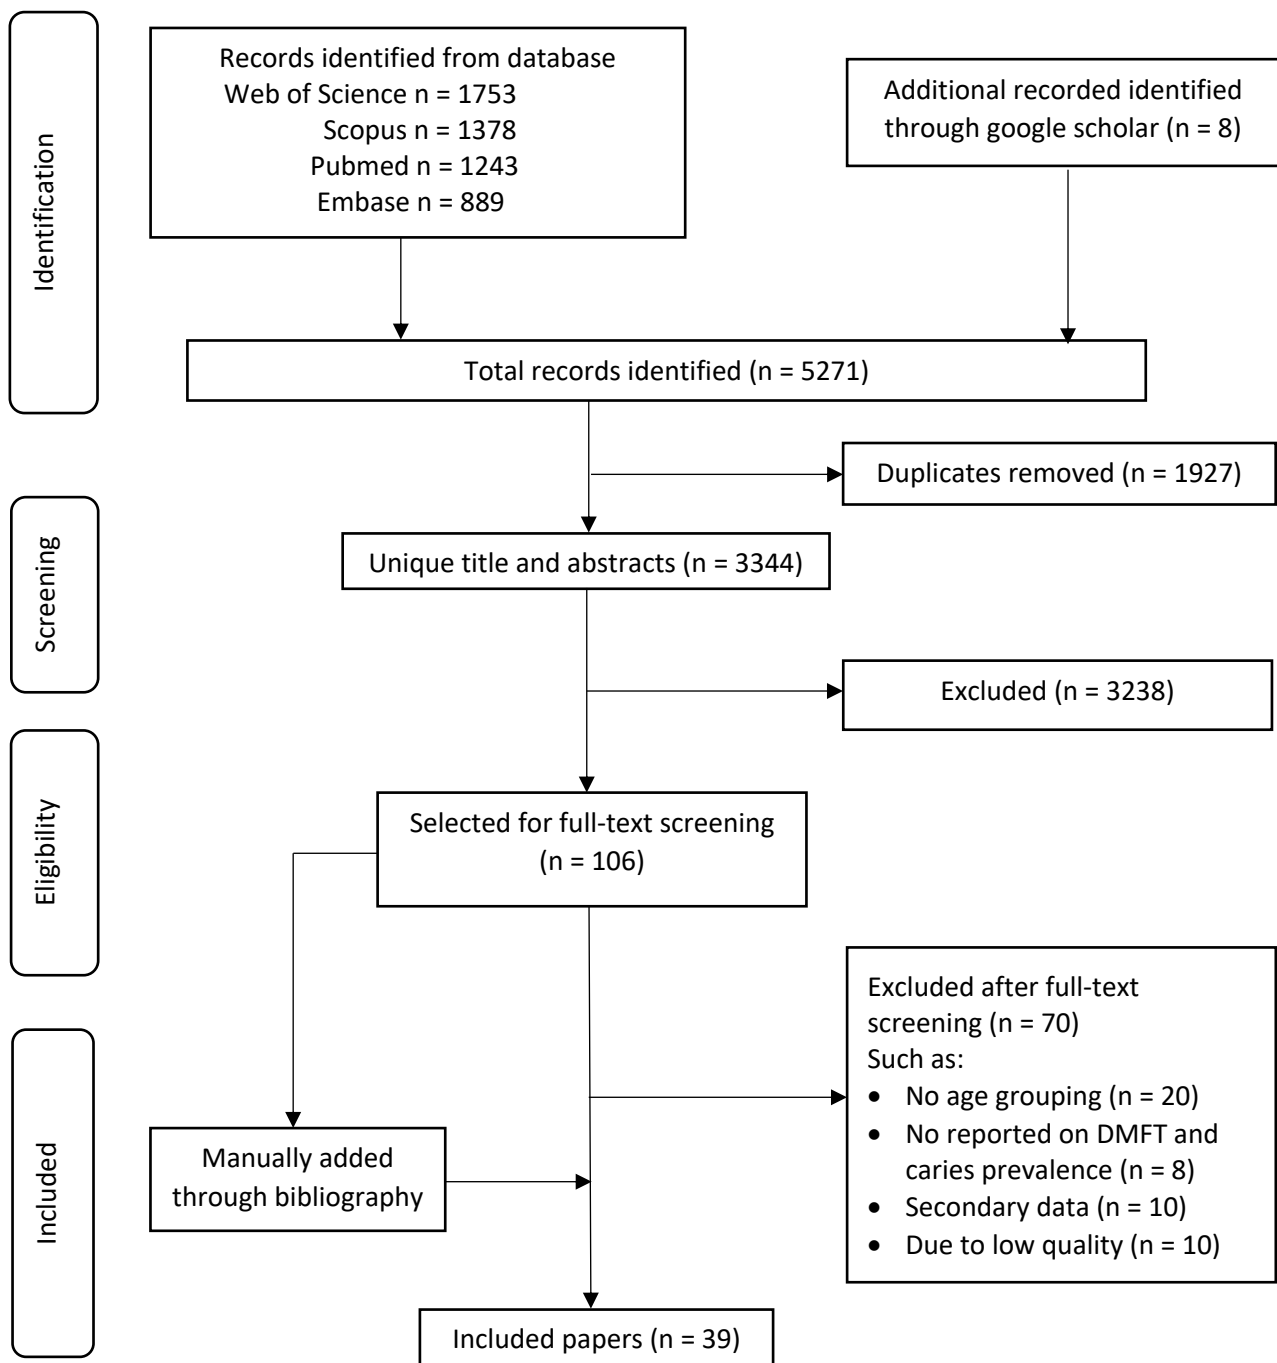 Identification
Records identified from database
Web of Science n = 1753
Scopus n = 1378
Pubmed n = 1243
Embase n = 889
Additional recorded identified
through google scholar (n = 8)
Total records identified (n = 5271)
Duplicates removed (n = 1927)
Screening
Unique title and abstracts (n = 3344)
Excluded (n = 3238)
Eligibility
Selected for full-text screening
(n = 106)
Excluded after full-text
screening (n = 70)
Such as:
• No age grouping (n = 20)
• No reported on DMFT and
caries prevalence (n = 8)
• Secondary data (n = 10)
• Due to low quality (n = 10)
Included
Manually added
through bibliography
Included papers (n = 39)